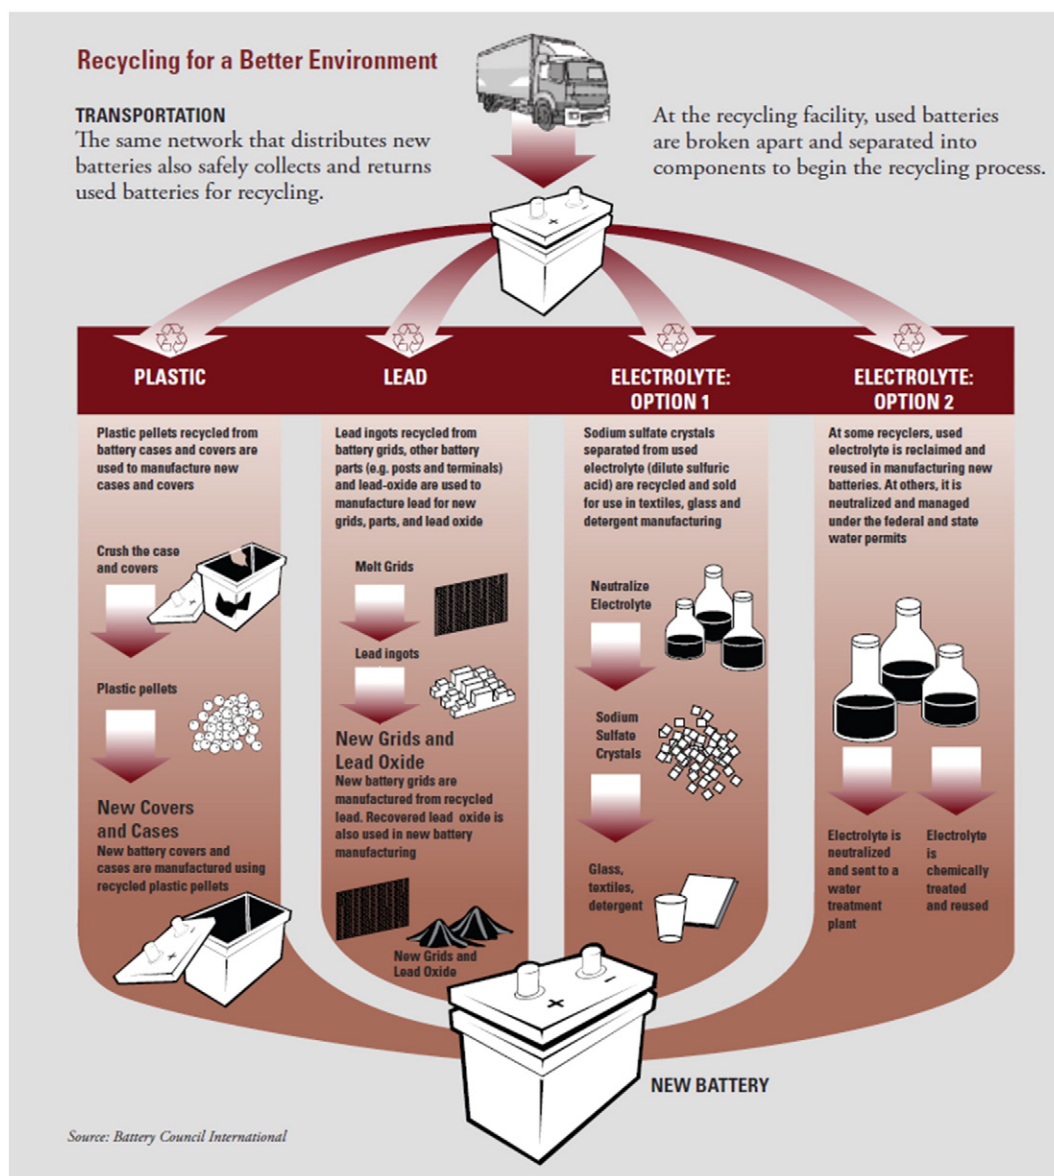 Recycling for a Better Environment
TRANSPORTATION
The same network that distributes new
batteries also safely collects and returns
used batteries for recycling.
At the recycling facility, used batteries
are broken apart and separated into
components to begin the recycling process.
PLASTIC
Plastic pellets recycled from
battery cases and covers are
used to manufacture new
cases and covers
Crush the case
and covers
Plastic pellets
New Covers
and Cases
New battery covers and
cases are manufactured using
recycled plastic pellets
LEAD
Lead ingots recycled from
battery grids, other battery
parts (e.g. posts and terminals)
and lead-oxide are used to
manufacture lead for new
grids, parts, and lead oxide
Melt Grids
Lead ingots
New Grids and
Lead Oxide
New battery grids are
manufactured from recycled
lead. Recovered lead oxide is
also used in new battery
manufacturing
New Grids and
Lead Oxide
ELECTROLYTE:
OPTION 1
Sodium sulfate crystals
separated from used
electrolyte (dilute sulfuric
acid) are recycled and sold
for use in textiles, glass and
detergent manufacturing
Neutralize
Electrolyte
Sodium
Sulfate
Crystals
Glass,
textiles,
detergent
ELECTROLYTE:
OPTION 2
At some recyclers, used
electrolyte is reclaimed and
reused in manufacturing new
batteries. At others, it is
neutralized and managed
under the federal and state
water permits
Electrolyte is
neutralized
and sent to a
water
treatment
plant
Electrolyte
is
chemically
treated
and reused
NEW BATTERY
Source: Battery Council International